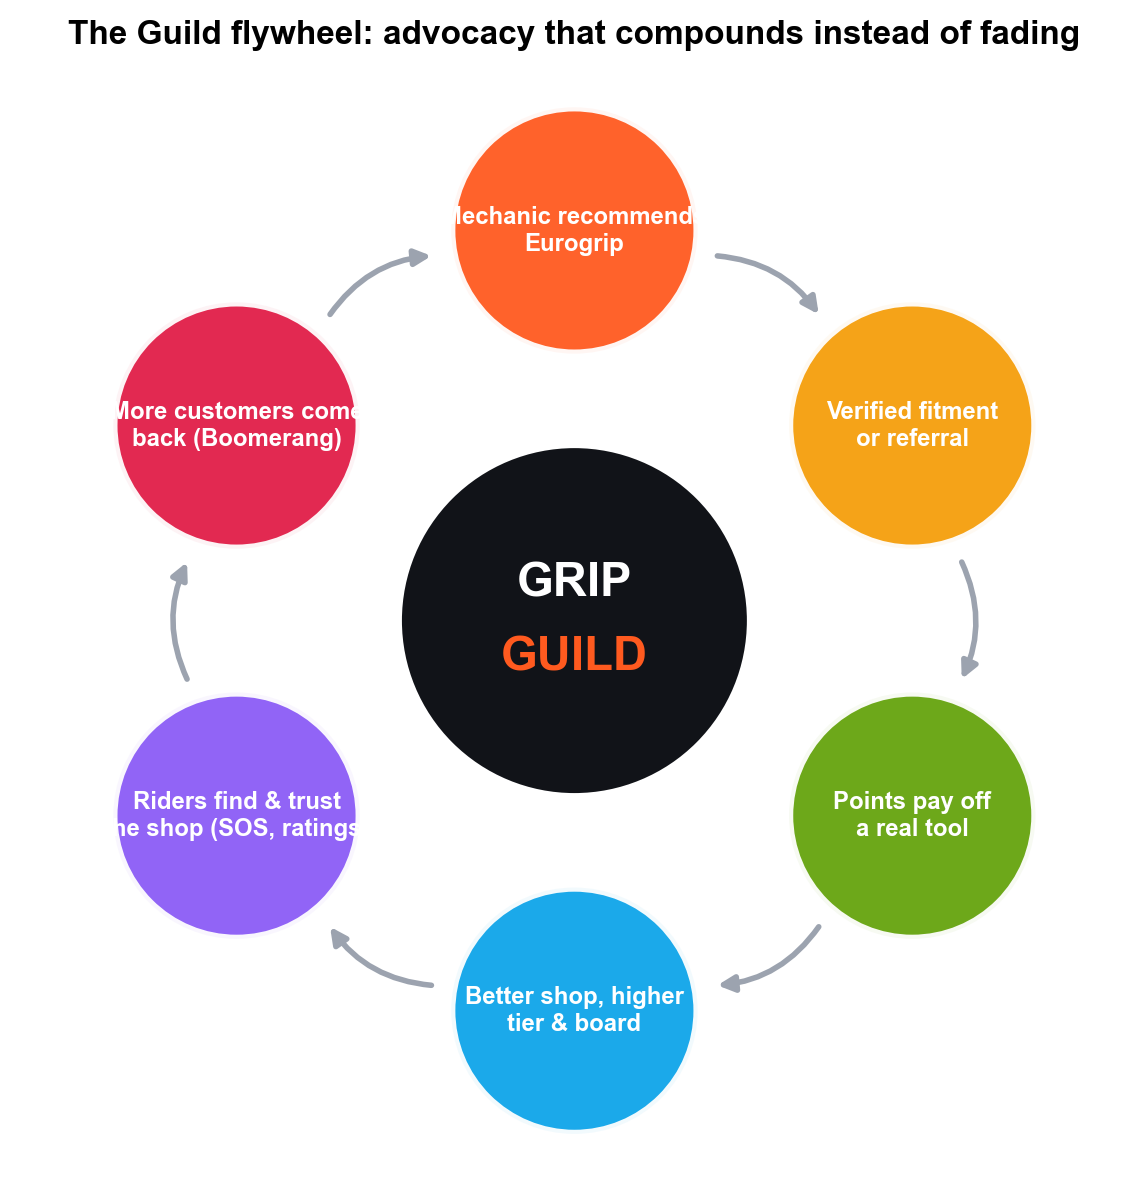 The Guild flywheel: advocacy that compounds instead of fading
Mechanic recommend
Eurogrip
More customers come
back (Boomerang)
Verified fitment
or referral
GRIP
GUILD
Riders find & trust
he shop (SOS, ratings
Points pay off
a real tool
Better shop, higher
tier & board